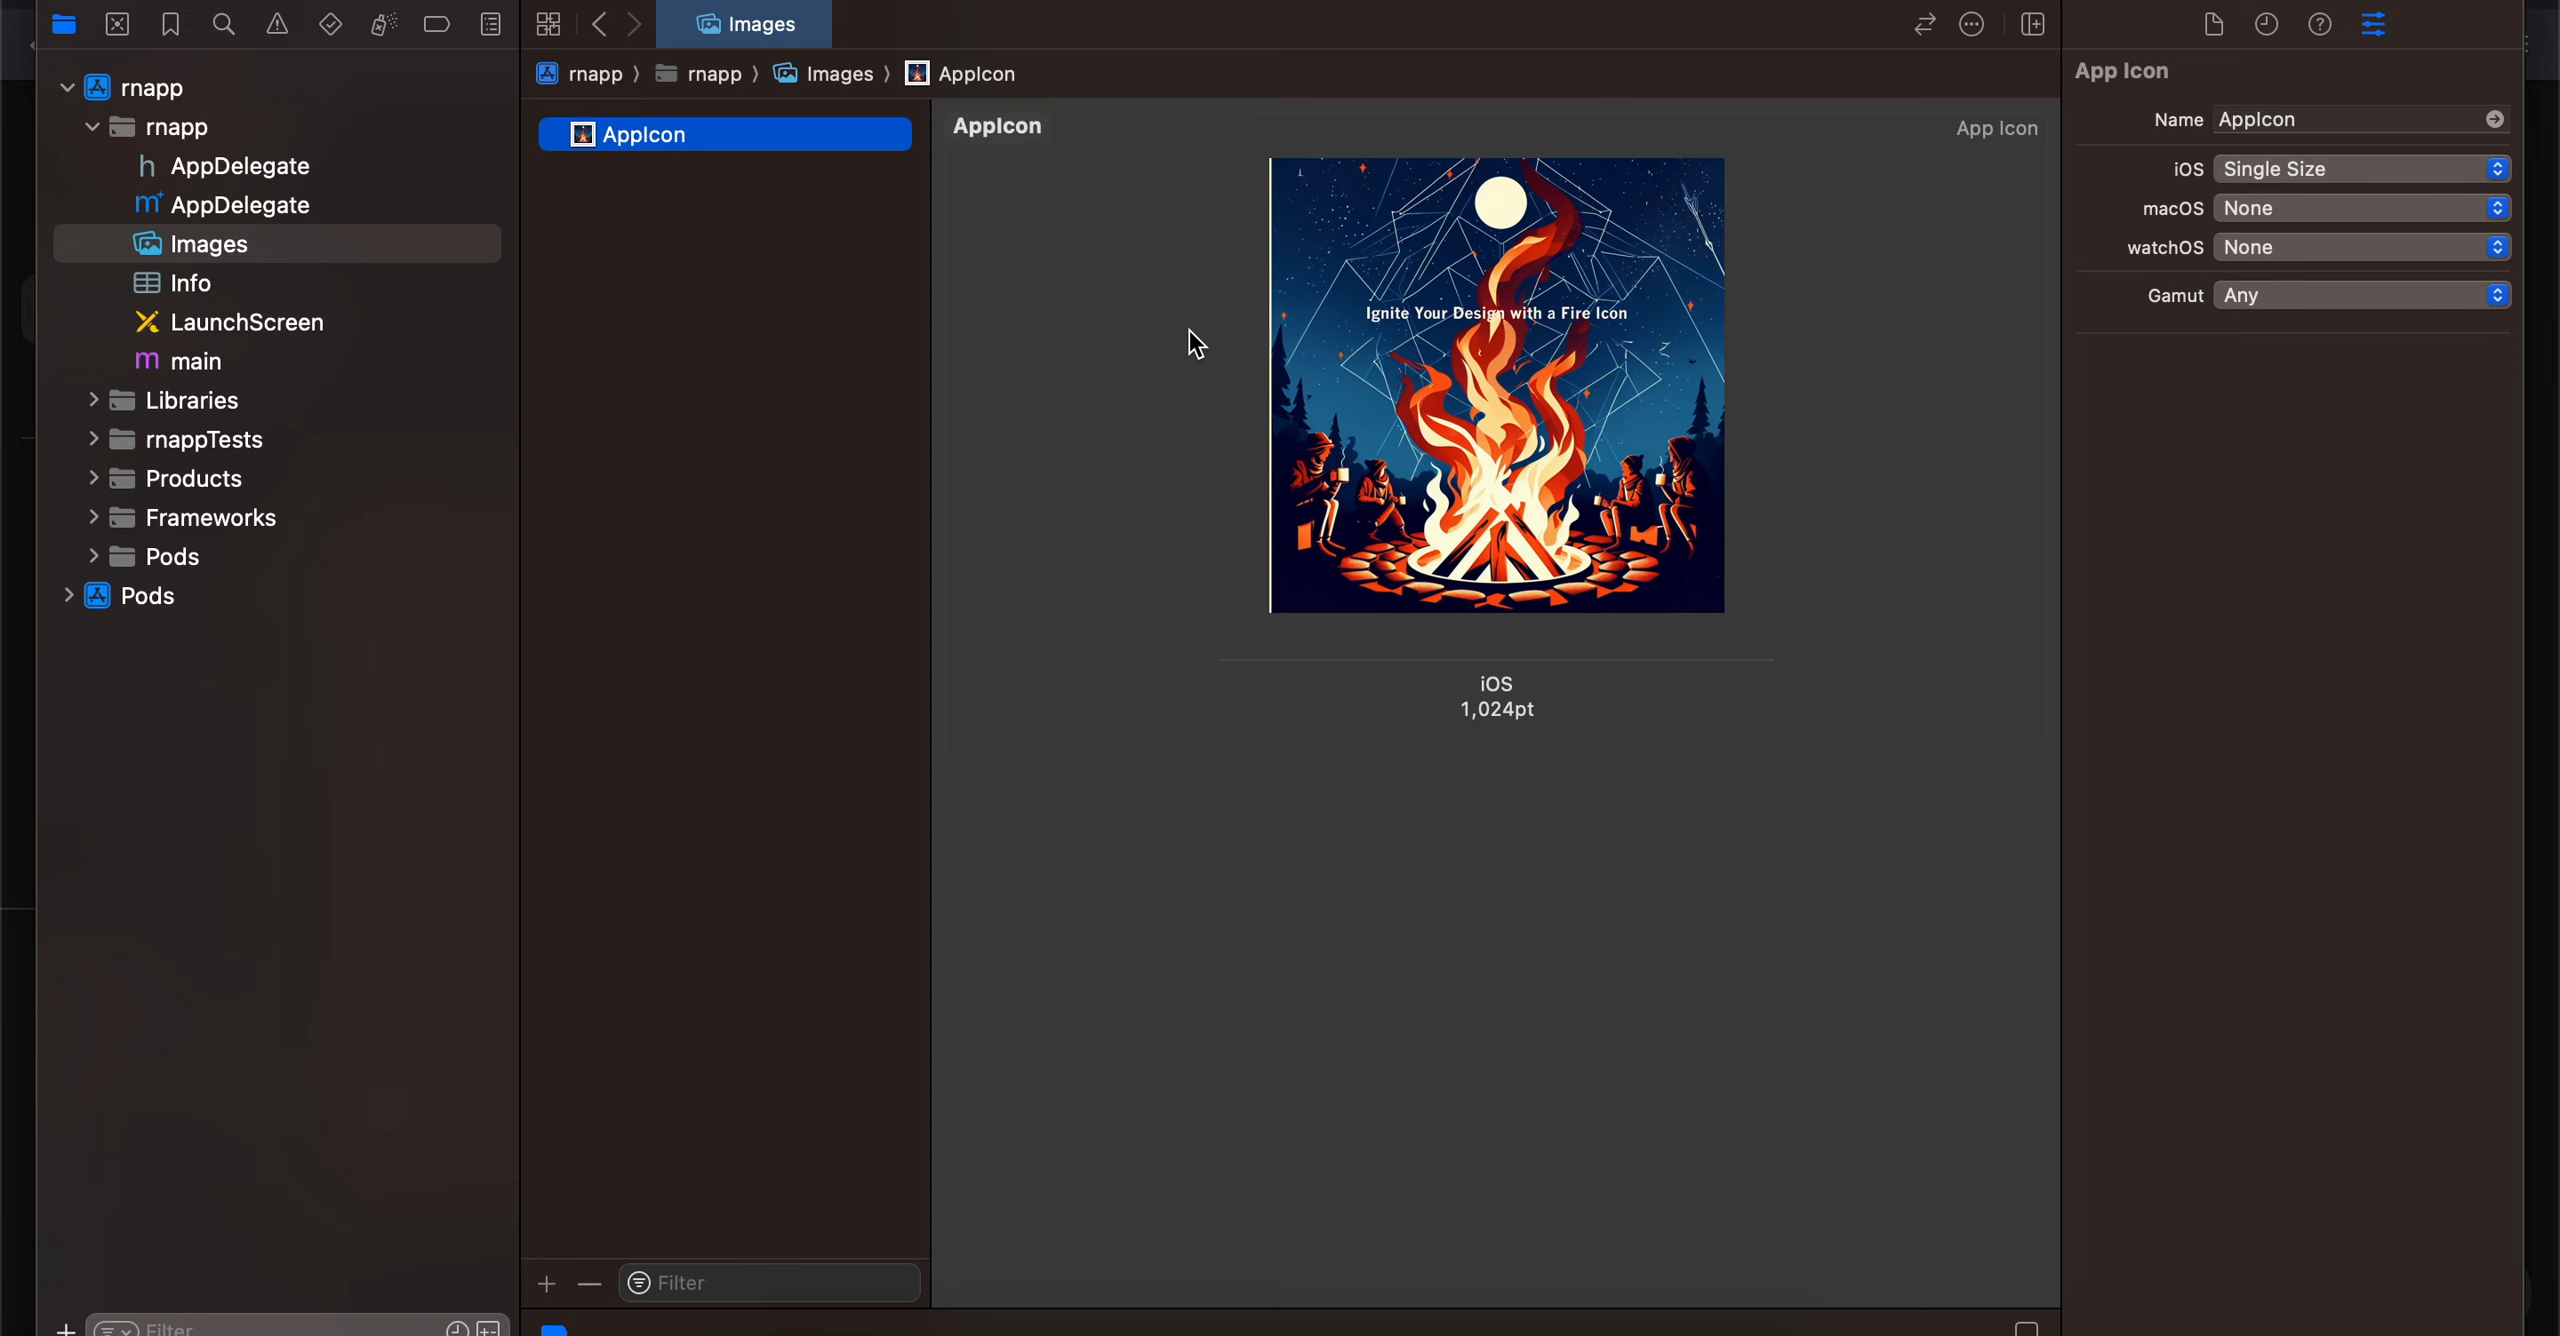 Images
rnapp
rnapp
AppDelegate
AppDelegate
Images
Info
LaunchScreen
main
Libraries
rnappTests
Products
Frameworks
Pods
Pods
Filter
rnapp 〉 rnapp 〉 Images 〉 AppIcon
AppIcon
Filter
AppIcon
App Icon
Ignite Your Design with a Fire Icon
iOS
1,024pt
App Icon
Name AppIcon
iOS Single Size
macOS None
watchOS None
Gamut Any